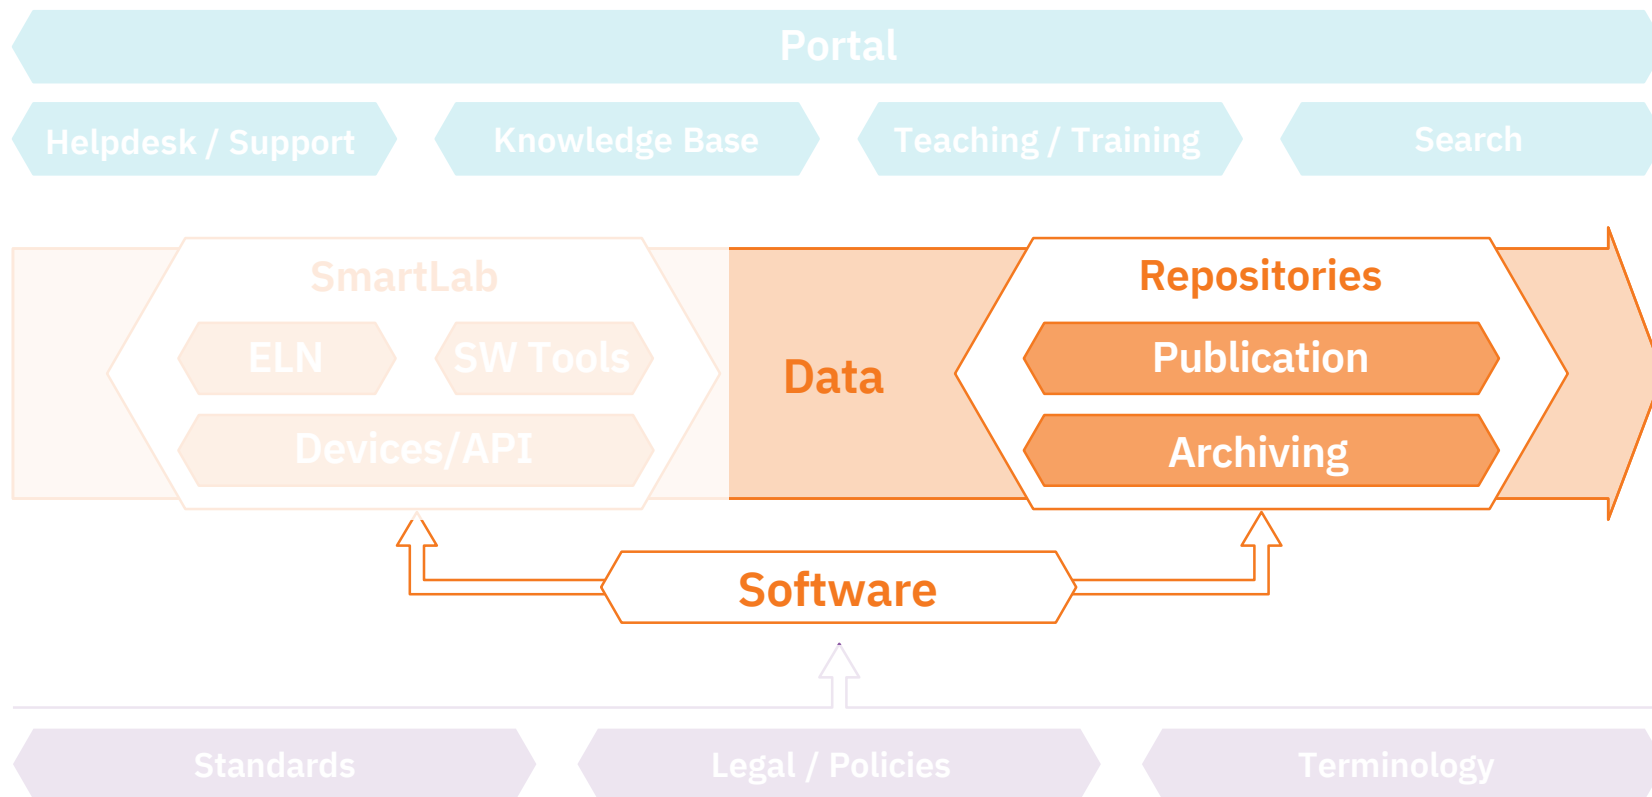 Portal
Helpdesk / Support
Knowledge Base
Teaching / Training
Search
SmartLab
ELN
SW Tools
Devices/API
Data
Repositories
Publication
Archiving
Software
Standards
Legal / Policies
Terminology